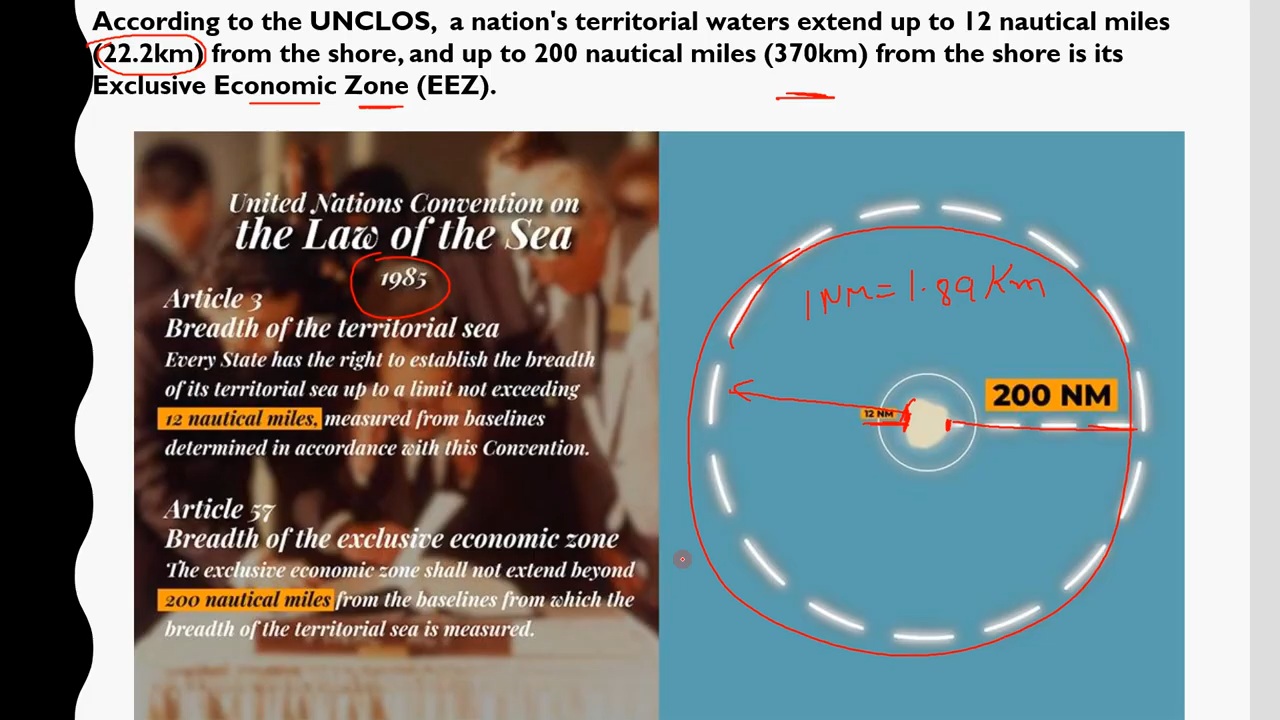 According to the UNCLOS, a nation's territorial waters extend up to 12 nautical miles
(22.2km) from the shore, and up to 200 nautical miles (370km) from the shore is its
Exclusive Economic Zone (EEZ).
United Nations Convention on
the Law of the Sea
1985
Article 3
Breadth of the territorial sea
Every State has the right to establish the breadth
of its territorial sea up to a limit not exceeding
12 nautical miles, measured from baselines
determined in accordance with this Convention.
Article 57
Breadth of the exclusive economic zone
The exclusive economic zone shall not extend beyond
200 nautical miles from the baselines from which the
breadth of the territorial sea is measured.
1 NM = 1.89 Km
200 NM
12 NM